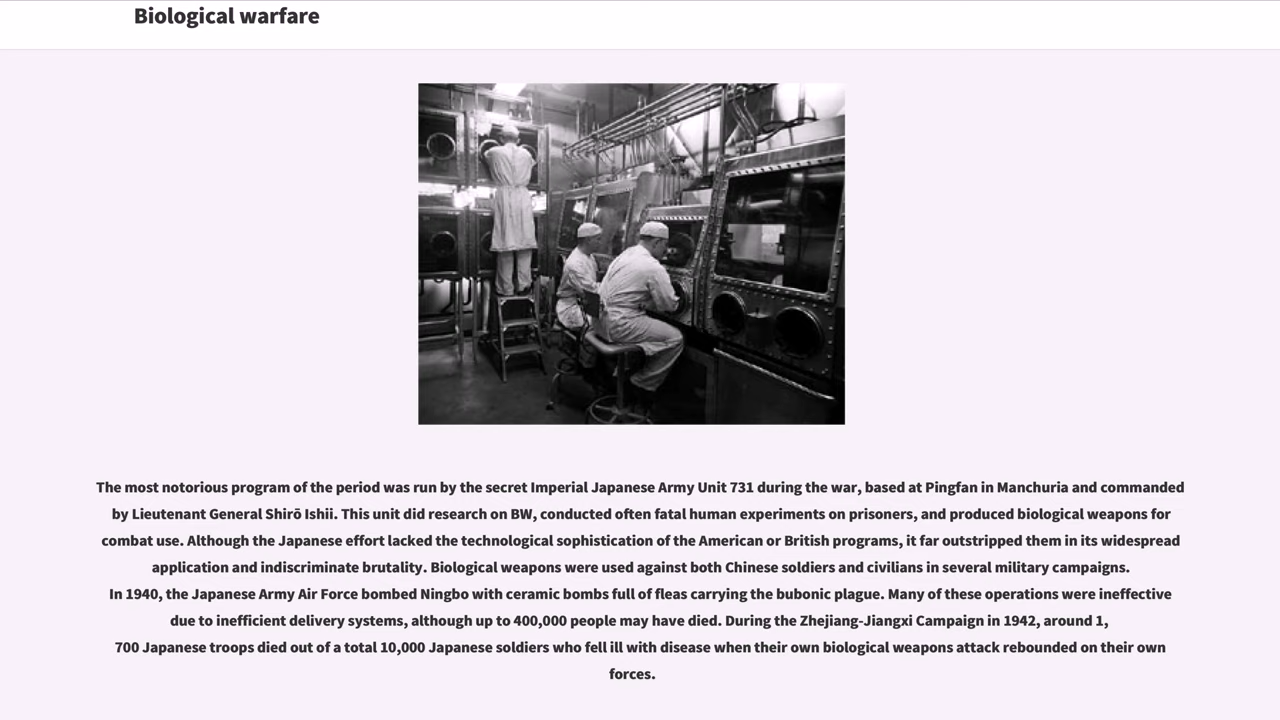 Biological warfare
The most notorious program of the period was run by the secret Imperial Japanese Army Unit 731 during the war, based at Pingfan in Manchuria and commanded
by Lieutenant General Shirō Ishii. This unit did research on BW, conducted often fatal human experiments on prisoners, and produced biological weapons for
combat use. Although the Japanese effort lacked the technological sophistication of the American or British programs, it far outstripped them in its widespread
application and indiscriminate brutality. Biological weapons were used against both Chinese soldiers and civilians in several military campaigns.
In 1940, the Japanese Army Air Force bombed Ningbo with ceramic bombs full of fleas carrying the bubonic plague. Many of these operations were ineffective
due to inefficient delivery systems, although up to 400,000 people may have died. During the Zhejiang-Jiangxi Campaign in 1942, around 1,
700 Japanese troops died out of a total 10,000 Japanese soldiers who fell ill with disease when their own biological weapons attack rebounded on their own
forces.